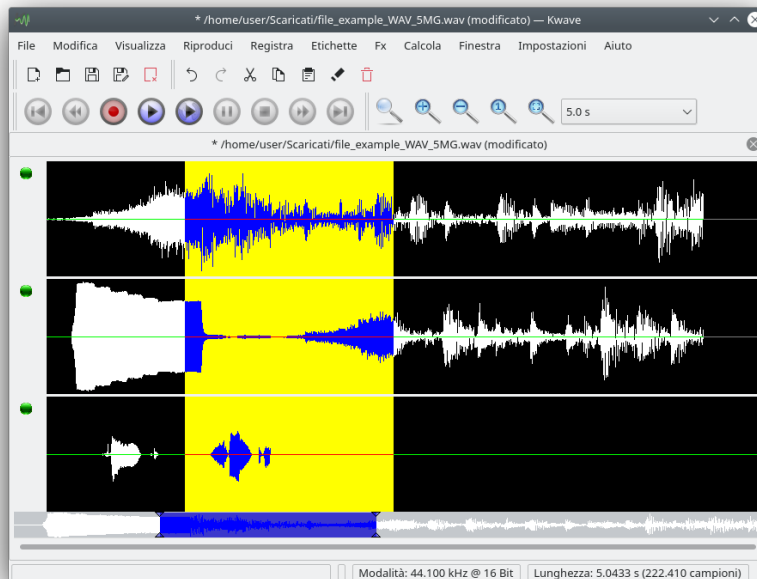 * /home/user/Scaricati/file_example_WAV_5MG.wav (modificato) — Kwave
File Modifica Visualizza Riproduci Registra Etichette Fx Calcola Finestra Impostazioni Aiuto
1
5.0 s
* /home/user/Scaricati/file_example_WAV_5MG.wav (modificato)
Modalità: 44.100 kHz @ 16 Bit Lunghezza: 5.0433 s (222.410 campioni)